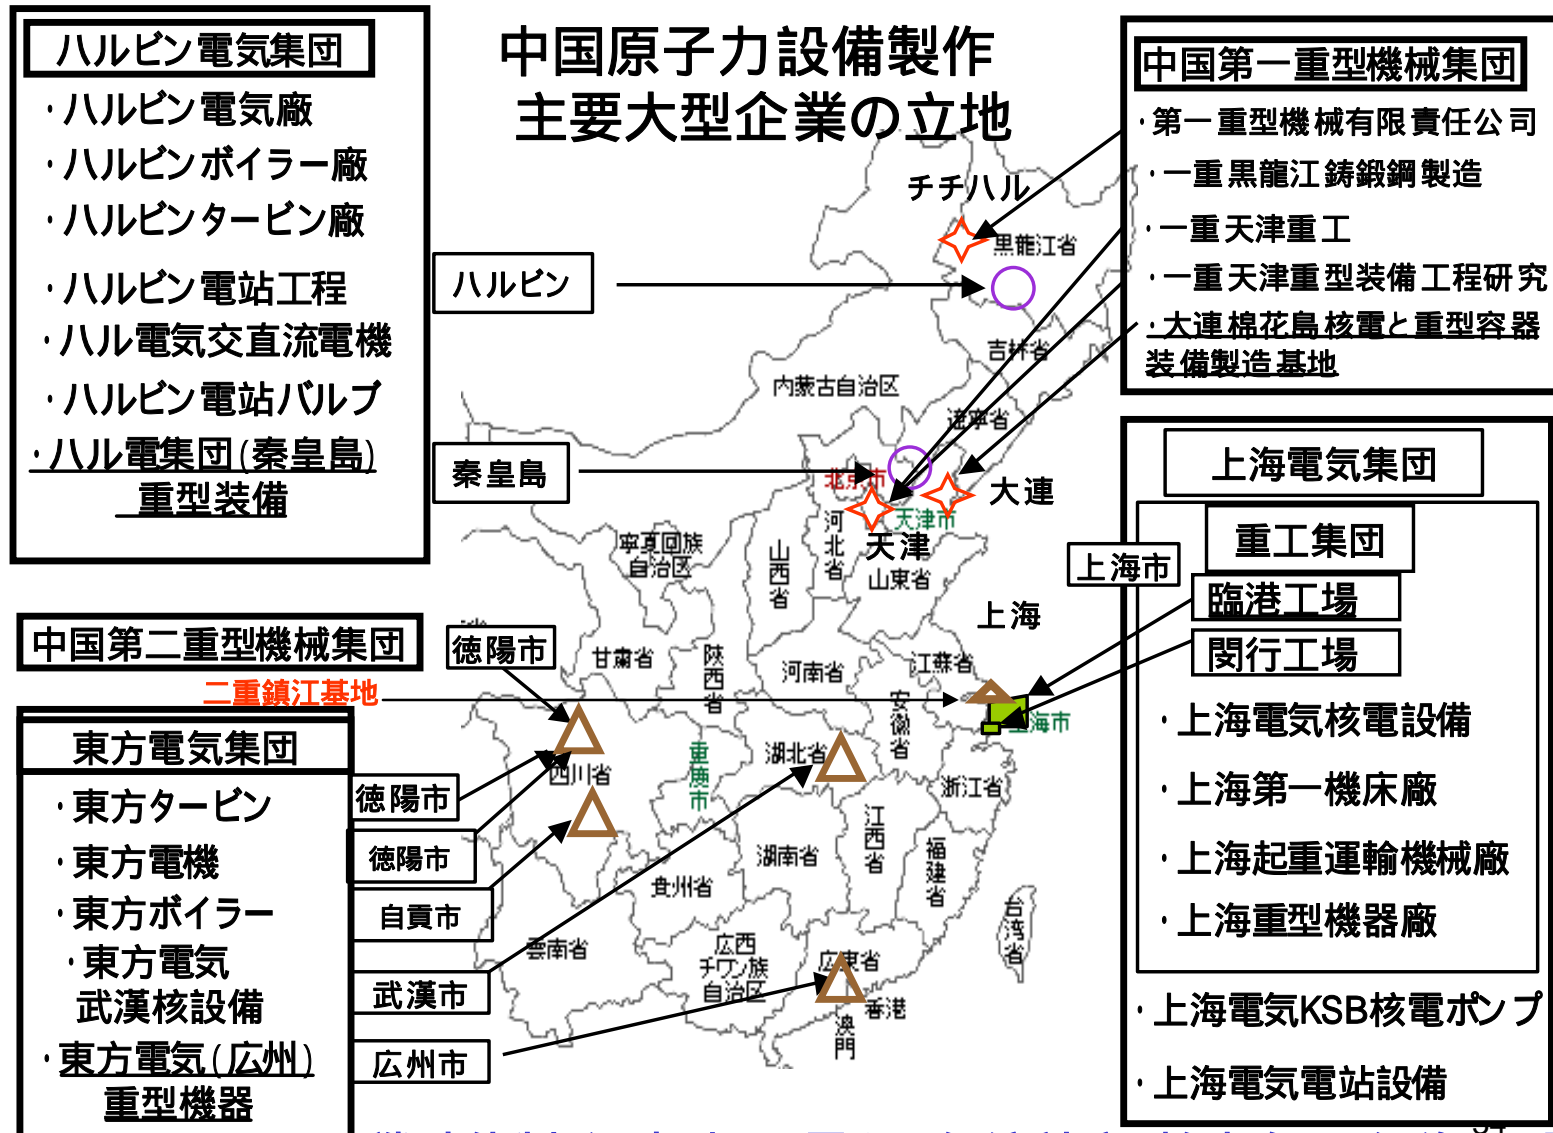 中国原子力設備製作
主要大型企業の立地
ハルビン電気集団
・ハルビン電気廠
・ハルビンボイラー廠
・ハルビンタービン廠
・ハルビン電站工程
・ハル電気交直流電機
・ハルビン電站バルブ
・ハル電集団(秦皇島)
重型装備
中国第一重型機械集団
・第一重型機械有限責任公司
・一重黒龍江鋳鍛鋼製造
・一重天津重工
・一重天津重型装備工程研究
・大連棉花島核電と重型容器
装備製造基地
チチハル
黒龍江省
ハルビン
吉林省
内蒙古自治区
遼寧省
秦皇島
北京市
大連
天津市
天津
河北省
寧夏回族
自治区
山西省
山東省
上海市
上海
上海電気集団
重工集団
臨港工場
閔行工場
・上海電気核電設備
・上海第一機床廠
・上海起重運輸機械廠
・上海重型機器廠
・上海電気KSB核電ポンプ
・上海電気電站設備
中国第二重型機械集団
徳陽市
二重鎮江基地
甘粛省
陝西省
河南省
江蘇省
安徽省
上海市
東方電気集団
・東方タービン
・東方電機
・東方ボイラー
・東方電気
武漢核設備
・東方電気(広州)
重型機器
徳陽市
徳陽市
自貢市
武漢市
広州市
四川省
重慶市
湖北省
浙江省
湖南省
江西省
福建省
貴州省
雲南省
広西
チワン族
自治区
広東省
香港
澳門
台湾省